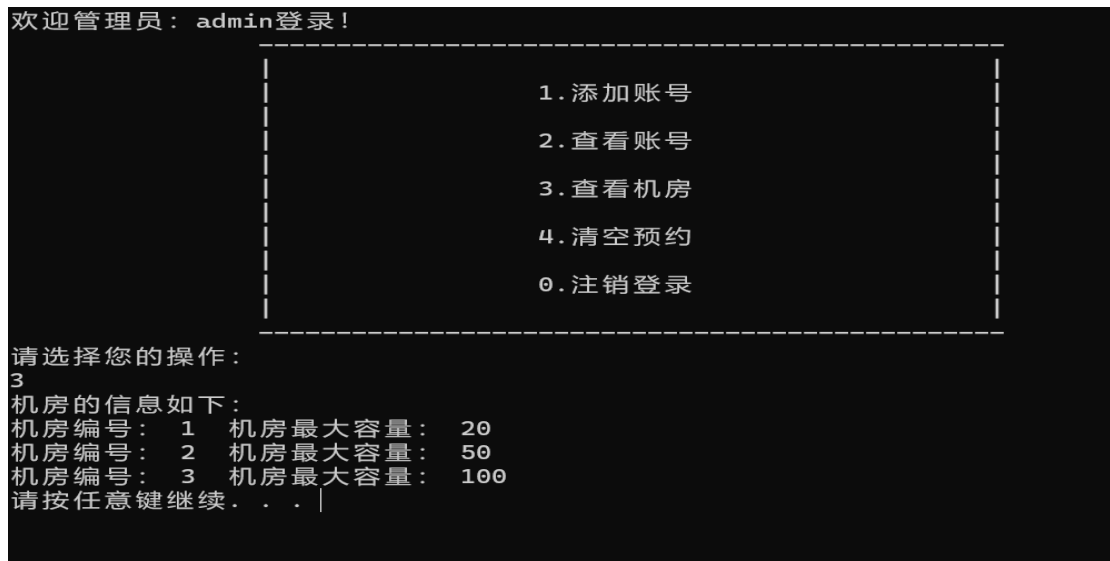 欢迎管理员：admin登录！
1.添加账号
2.查看账号
3.查看机房
4.清空预约
0.注销登录
请选择您的操作：
3
机房的信息如下：
机房编号： 1 机房最大容量： 20
机房编号： 2 机房最大容量： 50
机房编号： 3 机房最大容量： 100
请按任意键继续. . .